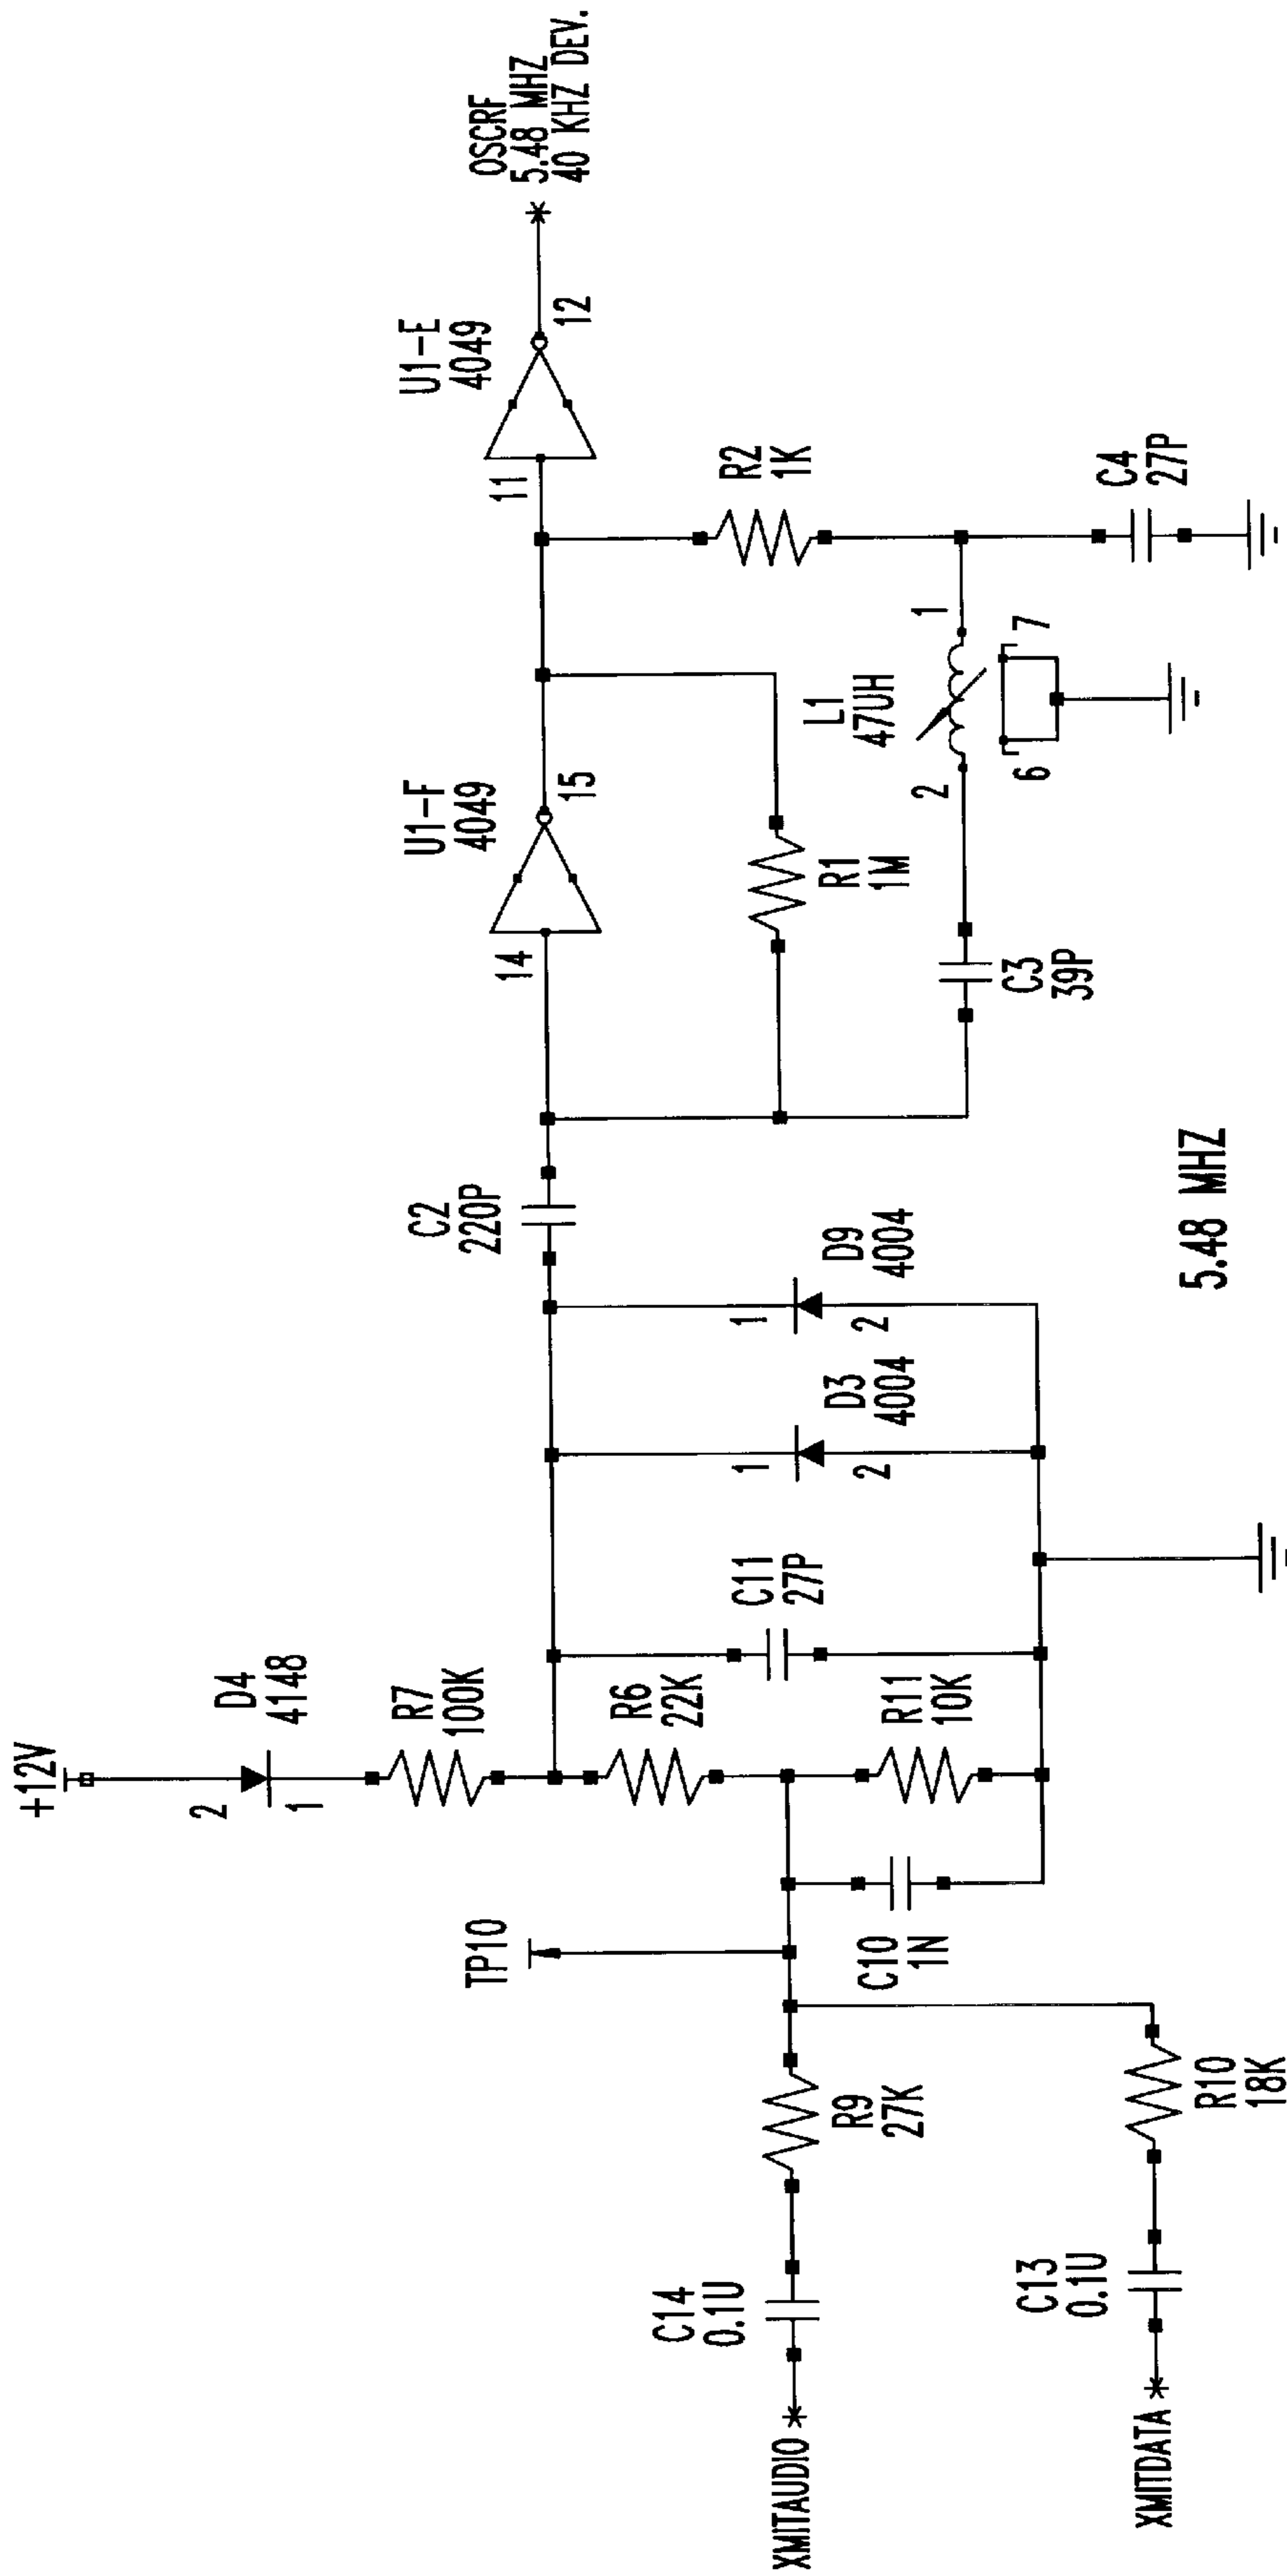 +12V
D4
4148
2
1
R7
100K
TP10
R6
22K
C11
27P
C10
1N
R11
10K
XMITAUDIO
C14
0.1U
R9
27K
XMITDATA
C13
0.1U
R10
18K
D3
4004
1
2
D9
4004
1
2
C2
220P
5.48 MHZ
U1-F
4049
14
15
R1
1M
C3
39P
L1
47UH
2
1
6
7
R2
1K
C4
27P
U1-E
4049
11
12
OSCRF
5.48 MHZ
40 KHZ DEV.